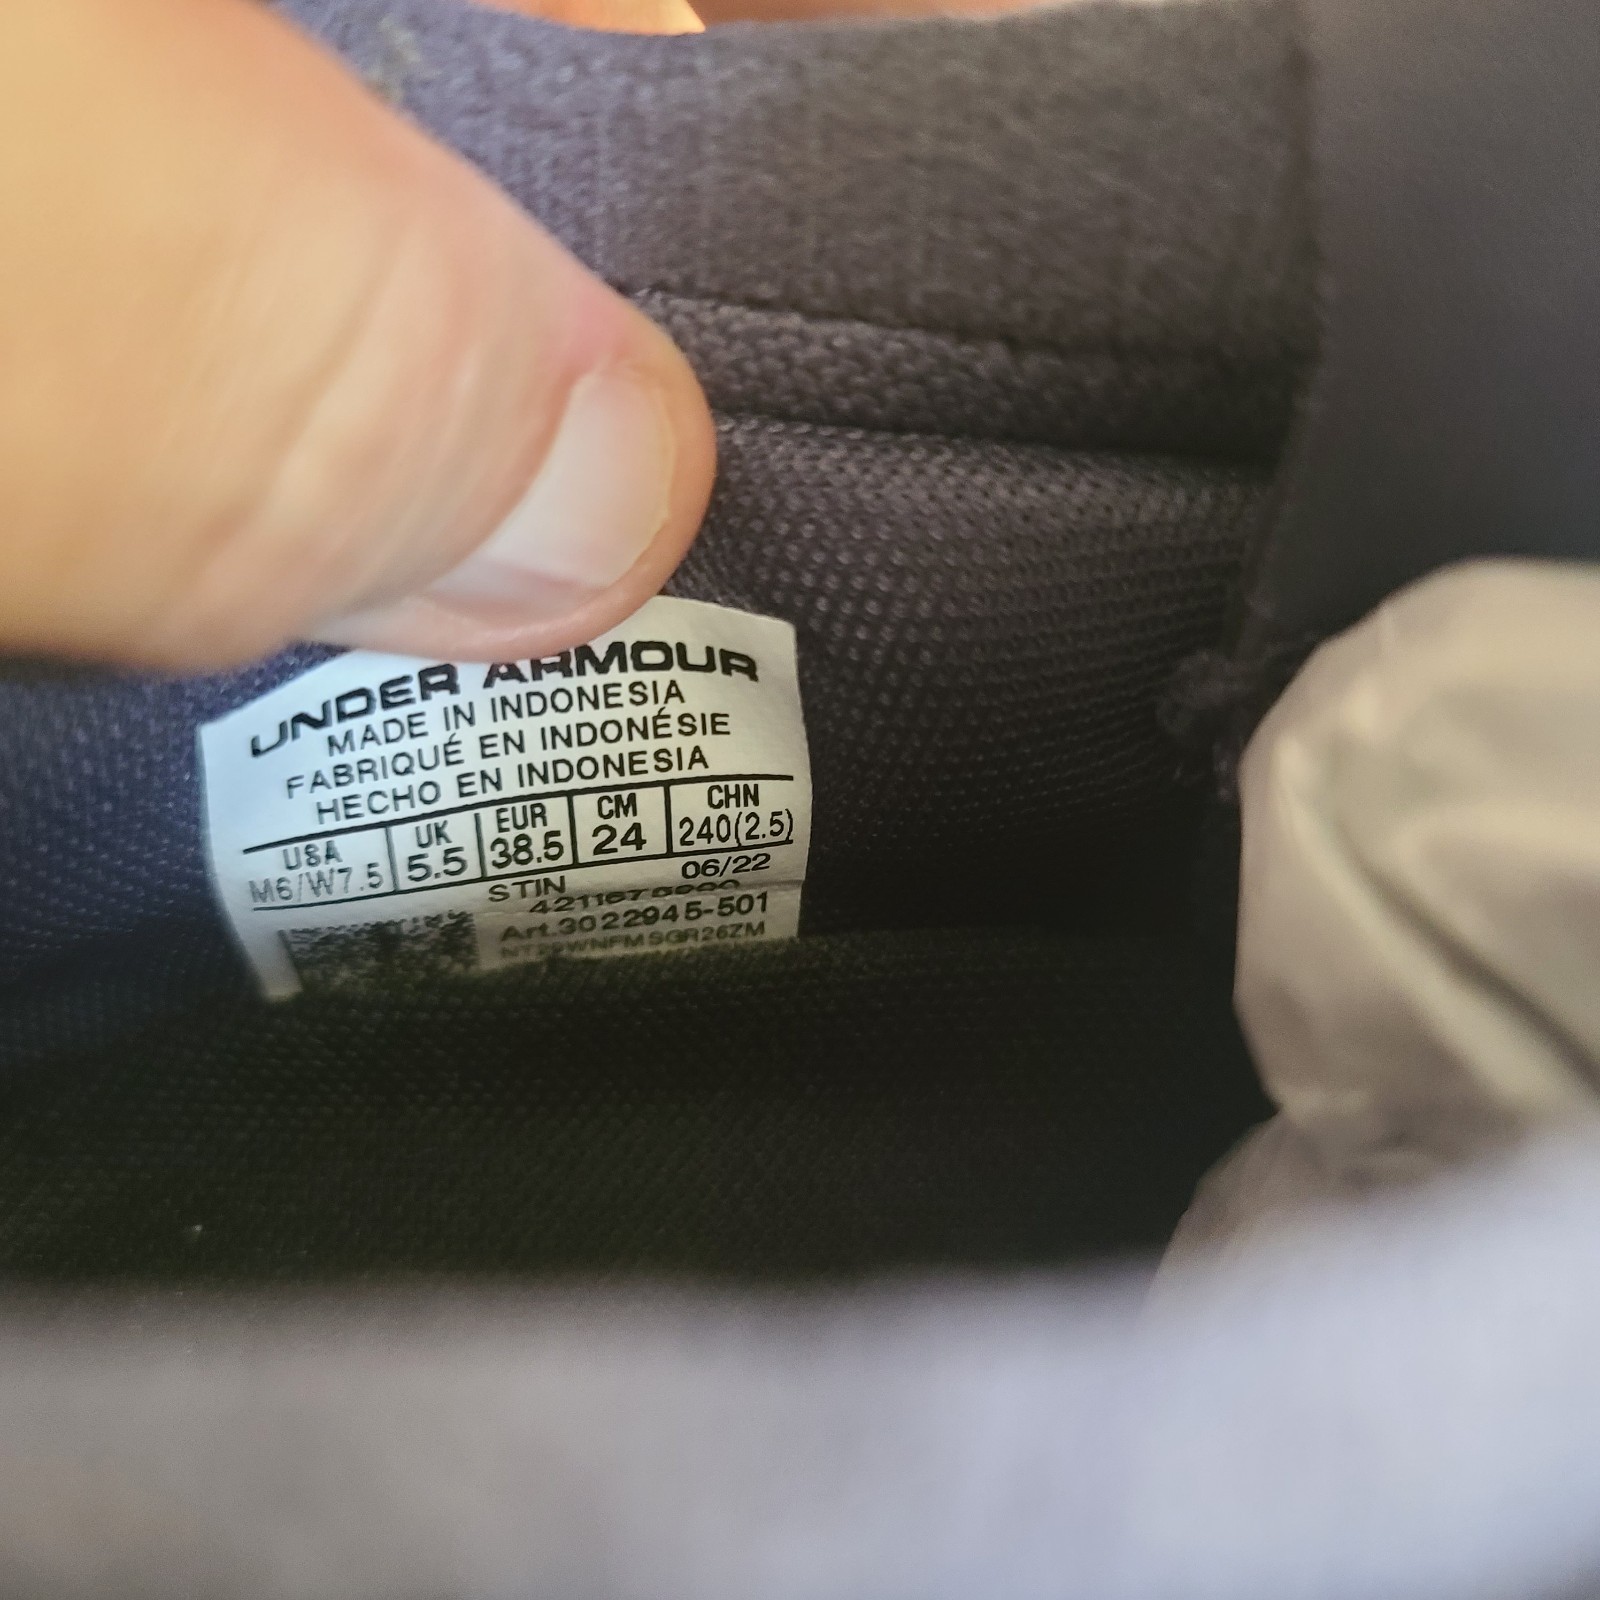 UNDER ARMOUR
MADE IN INDONESIA
FABRIQUÉ EN INDONÉSIE
HECHO EN INDONESIA
USA UK EUR CM CHN
M6/W7.5 5.5 38.5 24 240(2.5)
STIN 06/22
Art.3022945-501